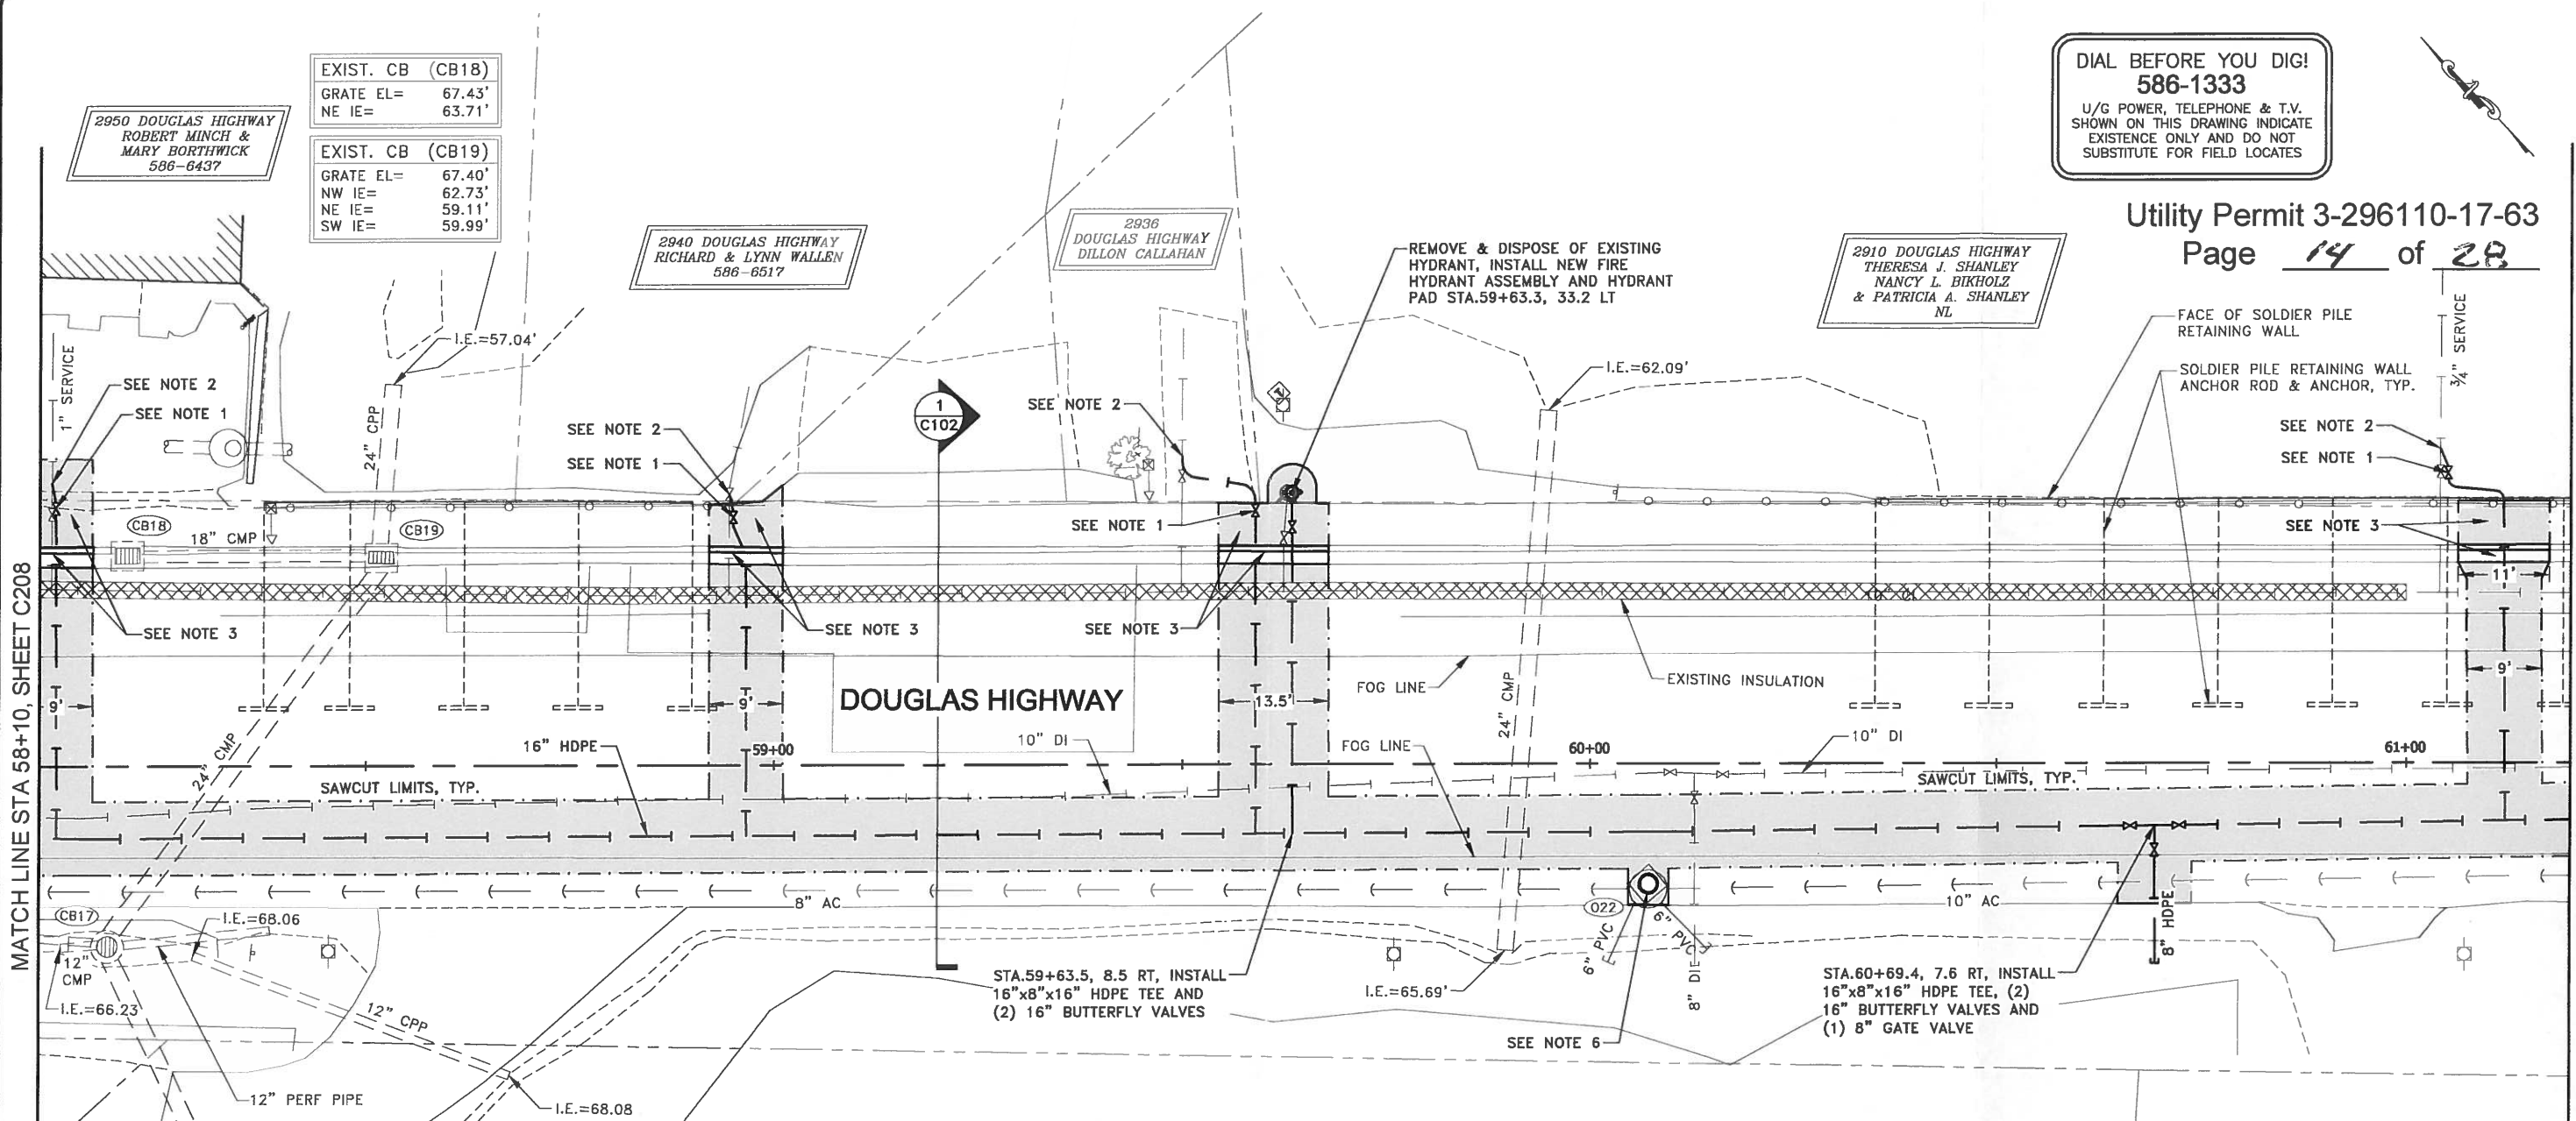 EXIST. CB (CB18)
GRATE EL= 67.43'
NE IE= 63.71'
EXIST. CB (CB19)
GRATE EL= 67.40'
NW IE= 62.73'
NE IE= 59.11'
SW IE= 59.99'
2950 DOUGLAS HIGHWAY
ROBERT MINCH &
MARY BORTHWICK
586-6437
2940 DOUGLAS HIGHWAY
RICHARD & LYNN WALLEN
586-6517
2936
DOUGLAS HIGHWAY
DILLON CALLAHAN
REMOVE & DISPOSE OF EXISTING
HYDRANT, INSTALL NEW FIRE
HYDRANT ASSEMBLY AND HYDRANT
PAD STA.59+63.3, 33.2 LT
2910 DOUGLAS HIGHWAY
THERESA J. SHANLEY
NANCY L. BIKHOLZ
& PATRICIA A. SHANLEY
NL
DIAL BEFORE YOU DIG!
586-1333
U/G POWER, TELEPHONE & T.V.
SHOWN ON THIS DRAWING INDICATE
EXISTENCE ONLY AND DO NOT
SUBSTITUTE FOR FIELD LOCATES
Utility Permit 3-296110-17-63
Page 14 of 28
FACE OF SOLDIER PILE
RETAINING WALL
SOLDIER PILE RETAINING WALL
ANCHOR ROD & ANCHOR, TYP.
3/4" SERVICE
1" SERVICE
I.E.=57.04'
I.E.=62.09'
SEE NOTE 2
SEE NOTE 1
24" CPP
SEE NOTE 2
SEE NOTE 1
1
C102
SEE NOTE 2
SEE NOTE 1
SEE NOTE 2
SEE NOTE 1
SEE NOTE 3
CB18
18" CMP
CB19
11'
SEE NOTE 3
SEE NOTE 3
SEE NOTE 3
MATCH LINE STA 58+10, SHEET C208
9'
9'
DOUGLAS HIGHWAY
13.5'
FOG LINE
24" CMP
EXISTING INSULATION
9'
24" CMP
16" HDPE
59+00
10" DI
FOG LINE
60+00
10" DI
61+00
SAWCUT LIMITS, TYP.
SAWCUT LIMITS, TYP.
8" AC
10" AC
CB17
I.E.=68.06
12"
CMP
I.E.=66.23
12" CPP
12" PERF PIPE
I.E.=68.08
STA.59+63.5, 8.5 RT, INSTALL
16"x8"x16" HDPE TEE AND
(2) 16" BUTTERFLY VALVES
I.E.=65.69'
022
6" PVC
6" PVC
8" DI
SEE NOTE 6
8" HDPE
STA.60+69.4, 7.6 RT, INSTALL
16"x8"x16" HDPE TEE, (2)
16" BUTTERFLY VALVES AND
(1) 8" GATE VALVE